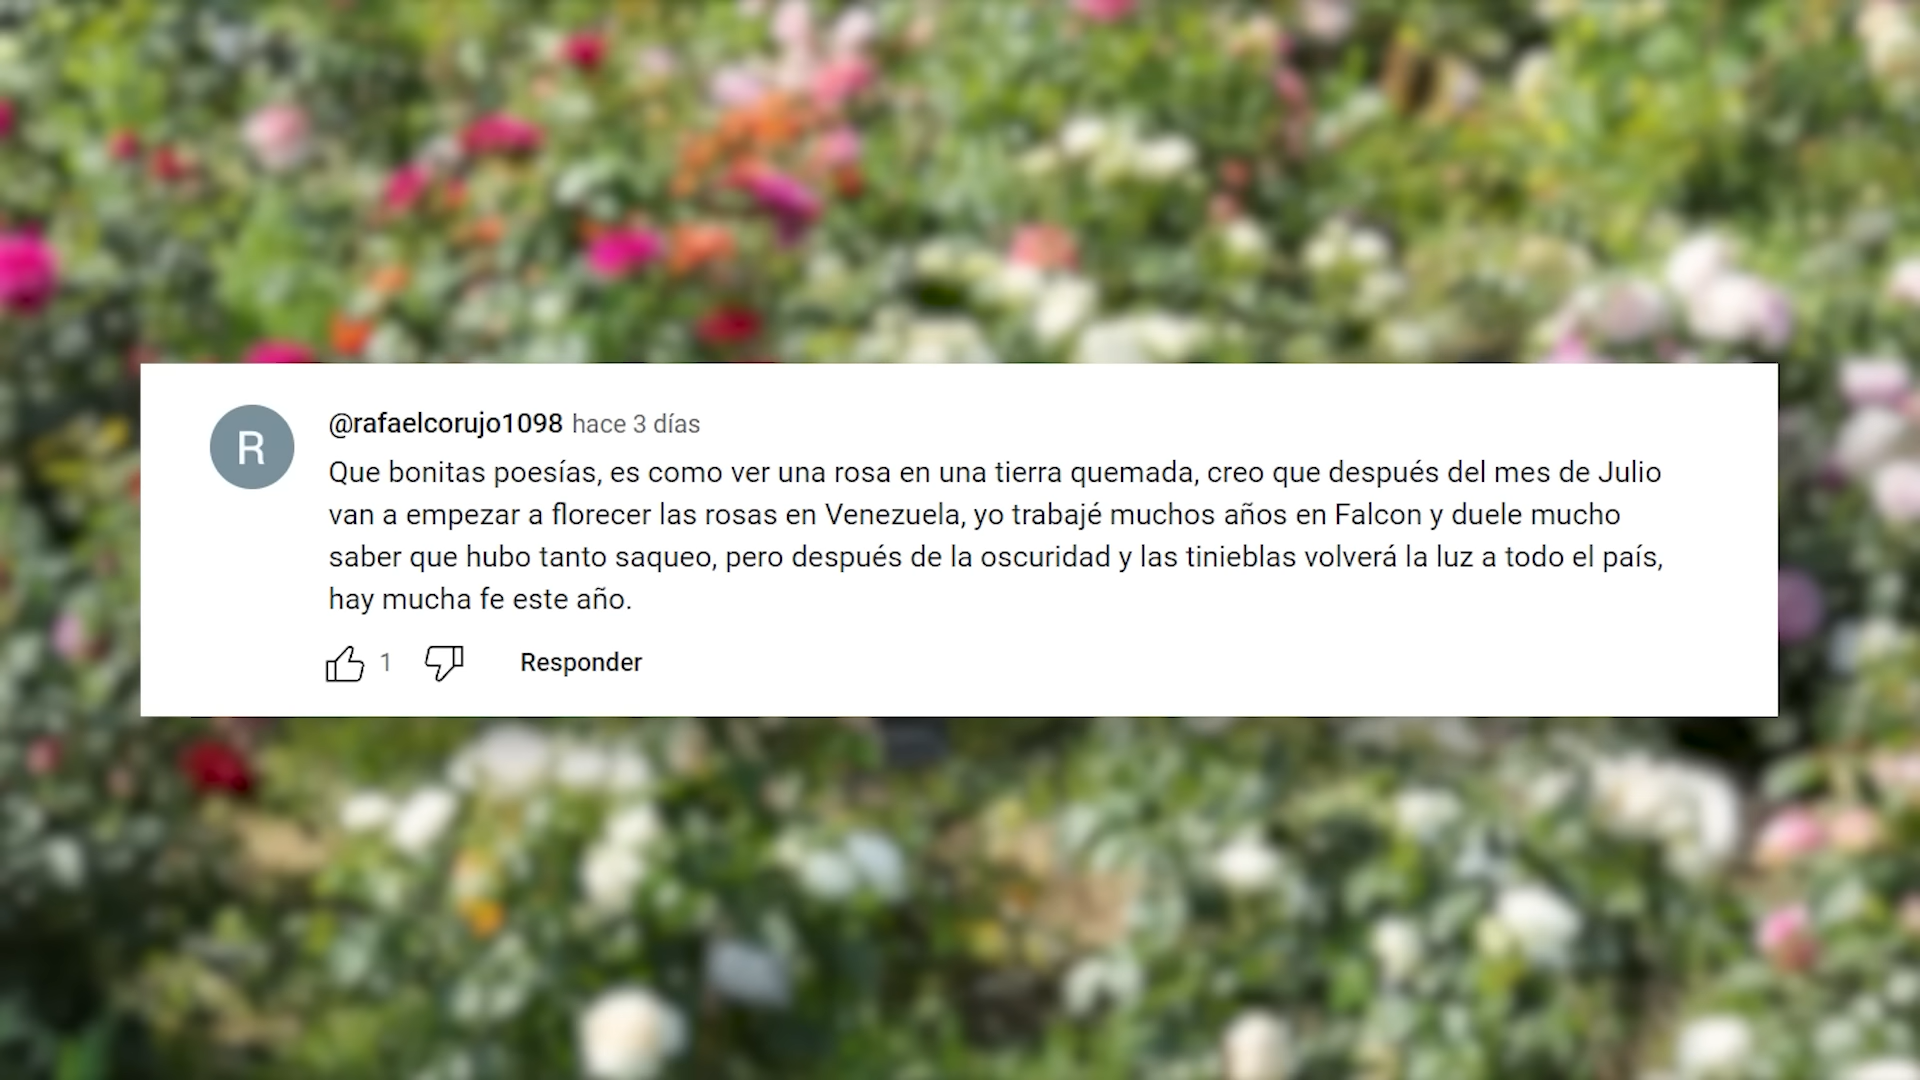 R
@rafaelcorujo1098 hace 3 días
Que bonitas poesías, es como ver una rosa en una tierra quemada, creo que después del mes de Julio
van a empezar a florecer las rosas en Venezuela, yo trabajé muchos años en Falcon y duele mucho
saber que hubo tanto saqueo, pero después de la oscuridad y las tinieblas volverá la luz a todo el país,
hay mucha fe este año.
1 Responder